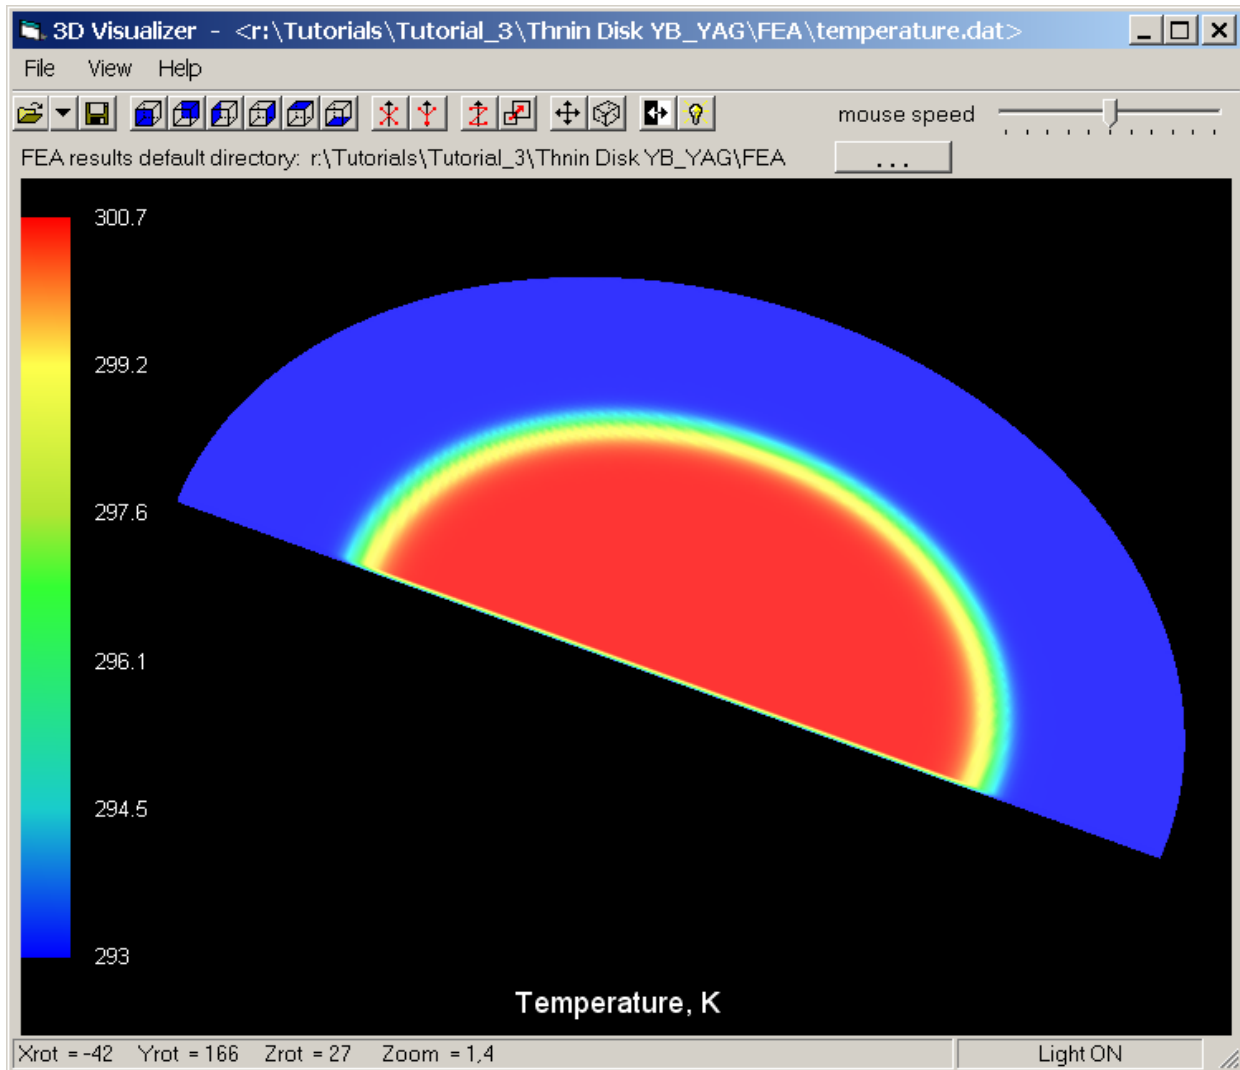 3D Visualizer - <r:\Tutorials\Tutorial_3\Thnin Disk YB_YAG\FEA\temperature.dat>
File View Help
mouse speed
FEA results default directory: r:\Tutorials\Tutorial_3\Thnin Disk YB_YAG\FEA ...
300.7
299.2
297.6
296.1
294.5
293
Temperature, K
Xrot = -42 Yrot = 166 Zrot = 27 Zoom = 1,4 Light ON